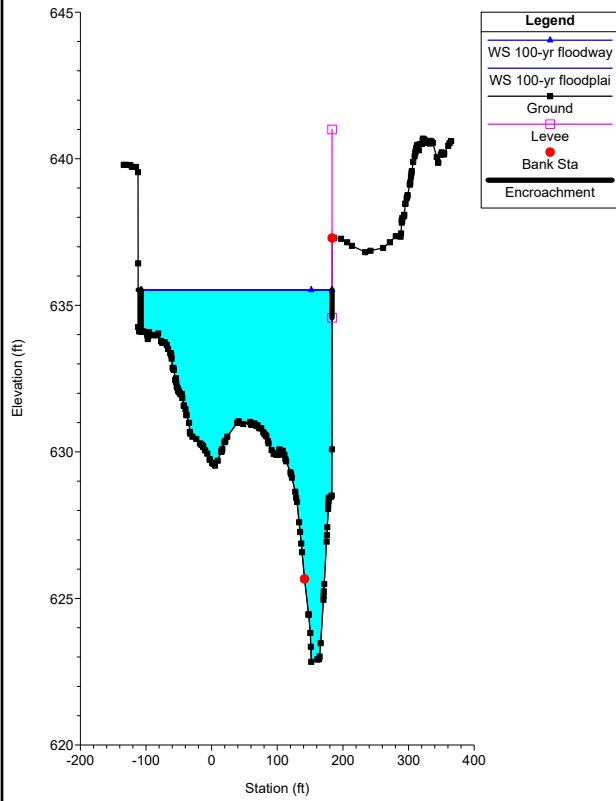 645
640
635
630
625
620
Elevation (ft)
-200
-100
0
100
200
300
400
Station (ft)
Legend
WS 100-yr floodway
WS 100-yr floodplai
Ground
Levee
Bank Sta
Encroachment